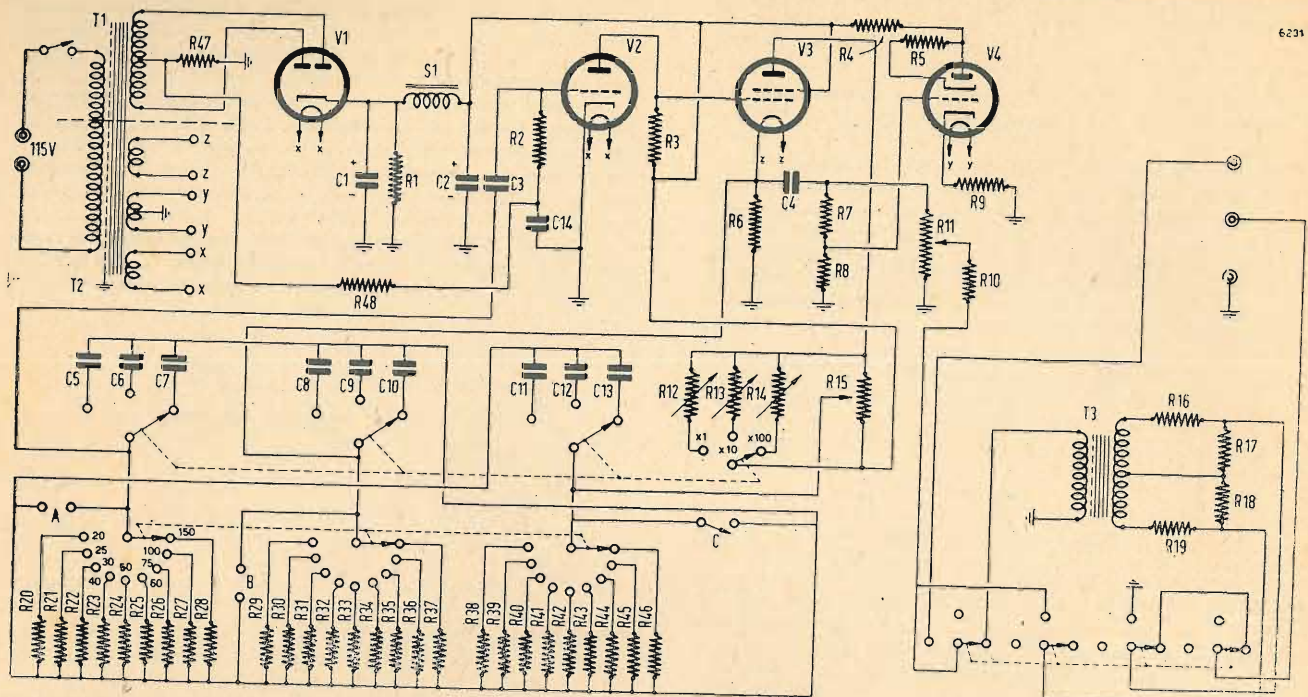 6231
T1
R47
V1
S1
V2
V3
R4
R5
V4
115V
z
z
y
y
x
x
T2
x x
C1
+
-
R1
C2
+
-
C3
R2
C14
x x
R3
z z
C4
R6
R7
R8
y y
R9
R11
R10
R48
C5 C6 C7
C8 C9 C10
C11 C12 C13
R12 R13 R14
R15
x1
x10
x100
T3
R16
R17
R18
R19
A
B
C
20
25
30
40
50
60
75
100
150
R20 R21 R22 R23 R24 R25 R26 R27 R28
R29 R30 R31 R32 R33 R34 R35 R36 R37
R38 R39 R40 R41 R42 R43 R44 R45 R46